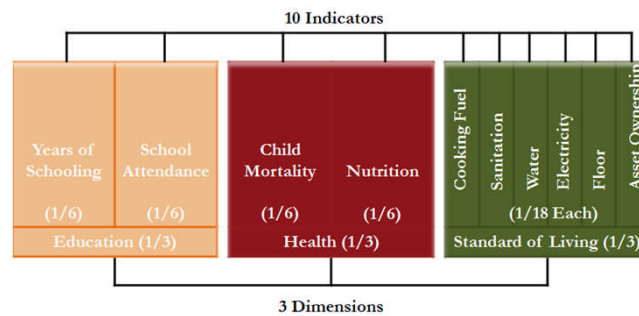 10 Indicators
Years of
Schooling
(1/6)
School
Attendance
(1/6)
Education (1/3)
Child
Mortality
(1/6)
Nutrition
(1/6)
Health (1/3)
Cooking Fuel
Sanitation
Water
Electricity
Floor
Asset Ownership
(1/18 Each)
Standard of Living (1/3)
3 Dimensions